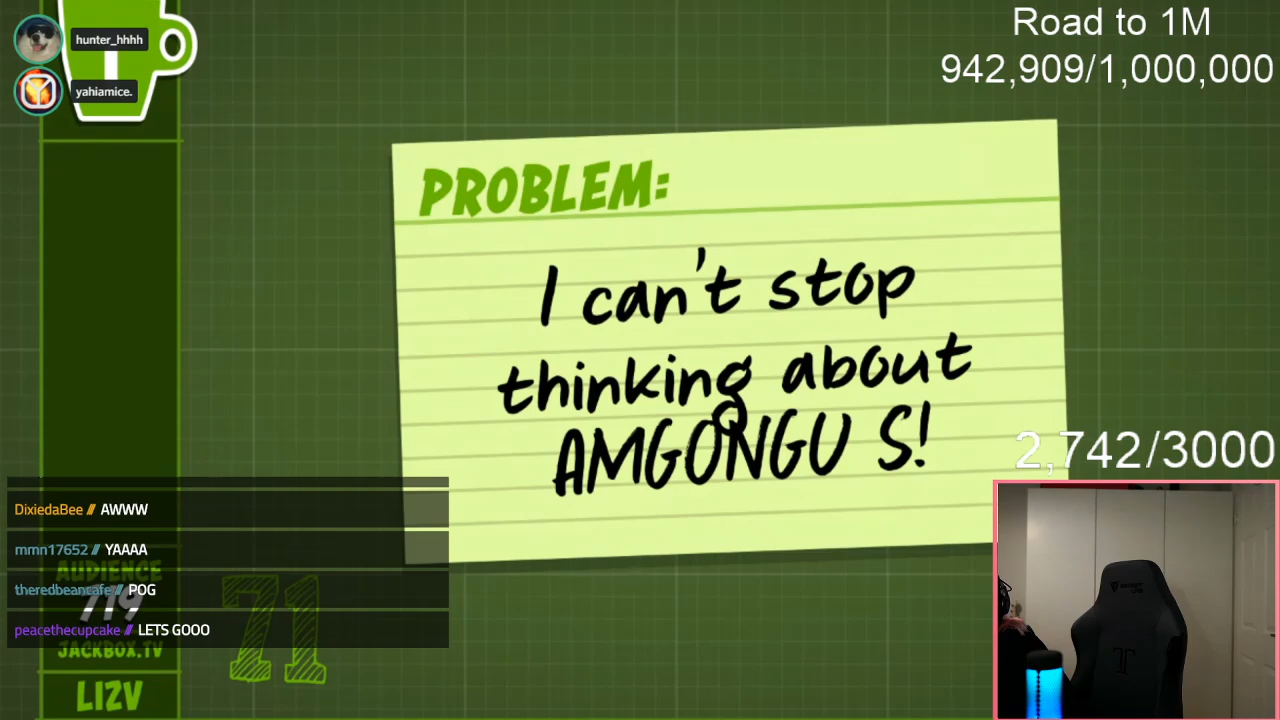 hunter_hhhh
yahiamice.
Road to 1M
942,909/1,000,000
PROBLEM:
I can't stop
thinking about
AMGONGU S!
2,742/3000
DixiedaBee // AWWW
mmn17652 // YAAAA
AUDIENCE
theredbeancafe // POG
719
71
peacethecupcake // LETS GOOO
JACKBOX.TV
LIZV